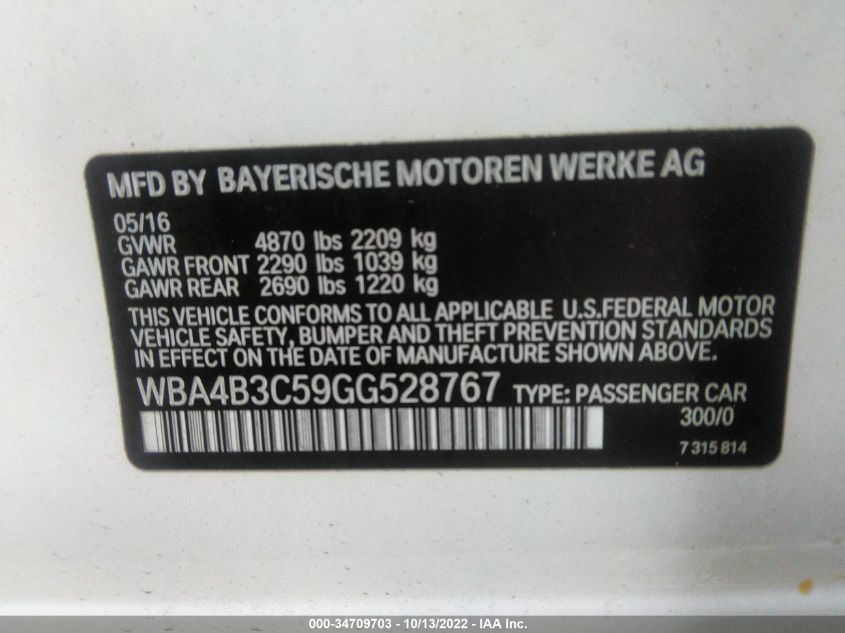 MFD BY BAYERISCHE MOTOREN WERKE AG
05/16
GVWR 4870 lbs 2209 kg
GAWR FRONT 2290 lbs 1039 kg
GAWR REAR 2690 lbs 1220 kg
THIS VEHICLE CONFORMS TO ALL APPLICABLE U.S.FEDERAL MOTOR
VEHICLE SAFETY, BUMPER AND THEFT PREVENTION STANDARDS
IN EFFECT ON THE DATE OF MANUFACTURE SHOWN ABOVE.
WBA4B3C59GG528767 TYPE: PASSENGER CAR
300/0
7 315 814
000-34709703 - 10/13/2022 - IAA Inc.